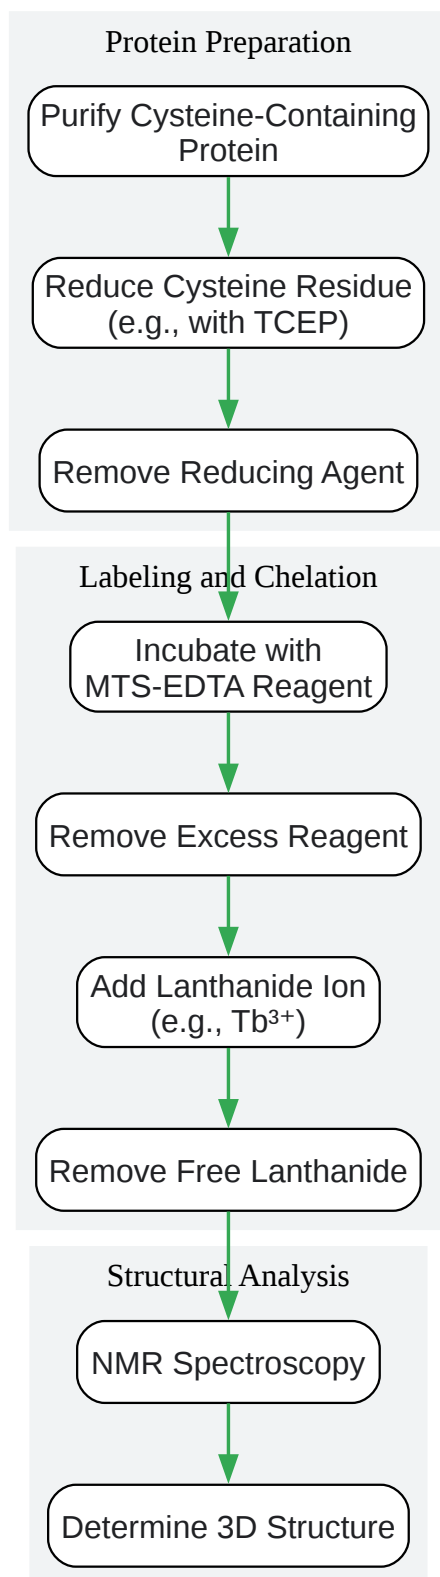 Protein Preparation
Purify Cysteine-Containing
Protein
Reduce Cysteine Residue
(e.g., with TCEP)
Remove Reducing Agent
Labeling and Chelation
Incubate with
MTS-EDTA Reagent
Remove Excess Reagent
Add Lanthanide Ion
(e.g., Tb³⁺)
Remove Free Lanthanide
Structural Analysis
NMR Spectroscopy
Determine 3D Structure